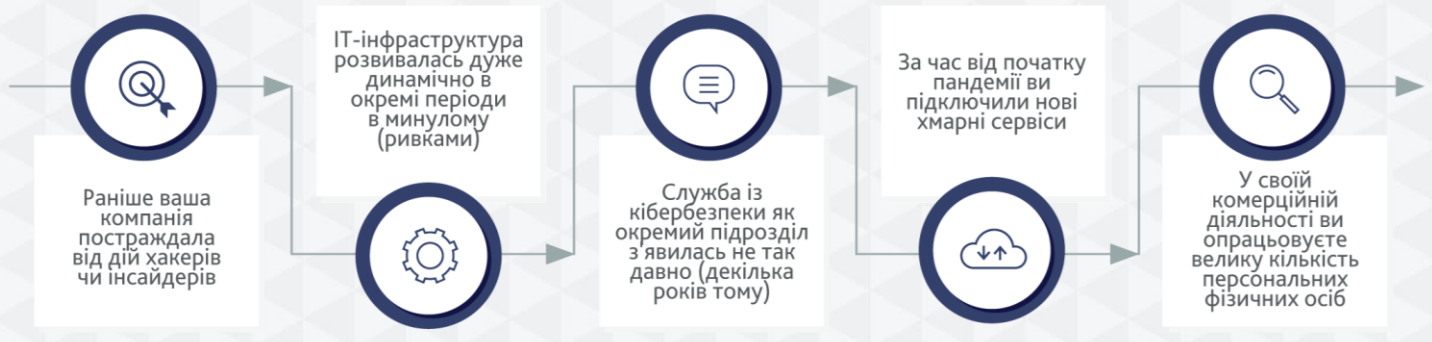 Раніше ваша
компанія
постраждала
від дій хакерів
чи інсайдерів
ІТ-інфраструктура
розвивалась дуже
динамічно в
окремі періоди
в минулому
(ривками)
Служба із
кібербезпеки як
окремий підрозділ
з’явилась не так
давно (декілька
років тому)
За час від початку
пандемії ви
підключили нові
хмарні сервіси
У своїй
комерційній
діяльності ви
опрацьовуєте
велику кількість
персональних
фізичних осіб